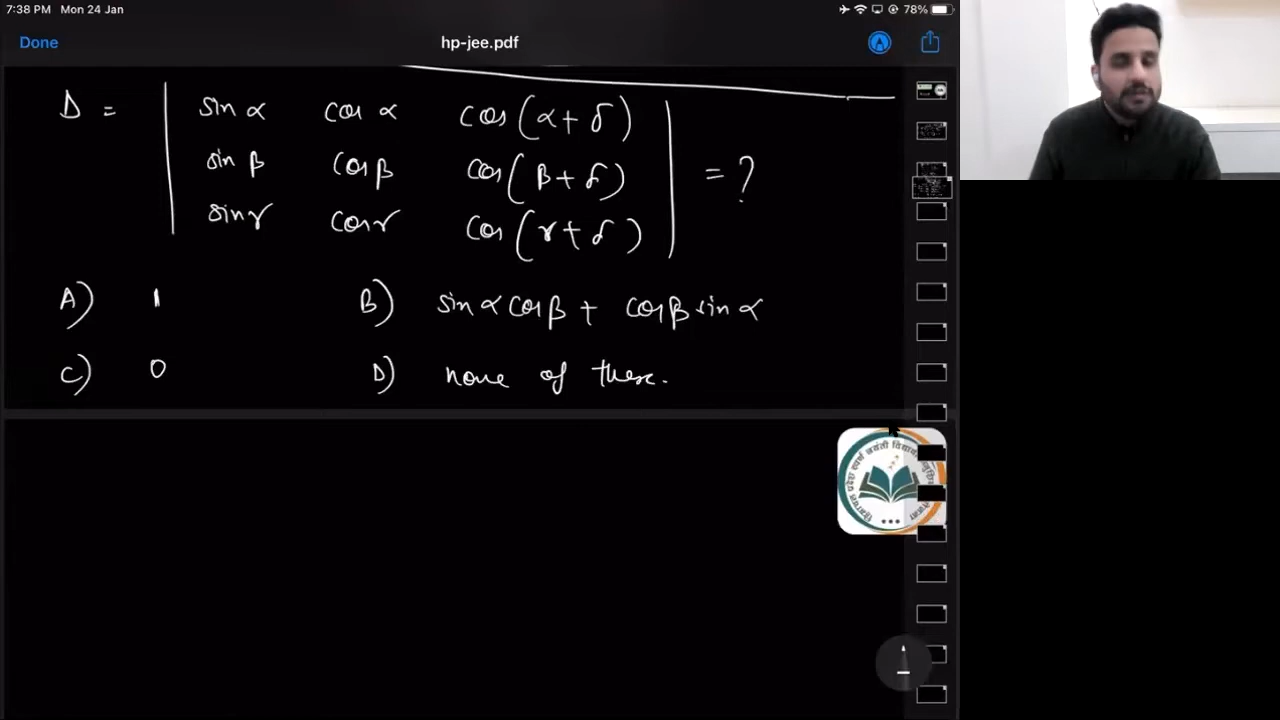 7:38 PM Mon 24 Jan
78%
Done
hp-jee.pdf
Δ = | sin α cos α cos(α + δ) |
| sin β cos β cos(β + δ) | = ?
| sin γ cos γ cos(γ + δ) |
A) 1 B) sin α cos β + cos β sin α
C) 0 D) none of these.